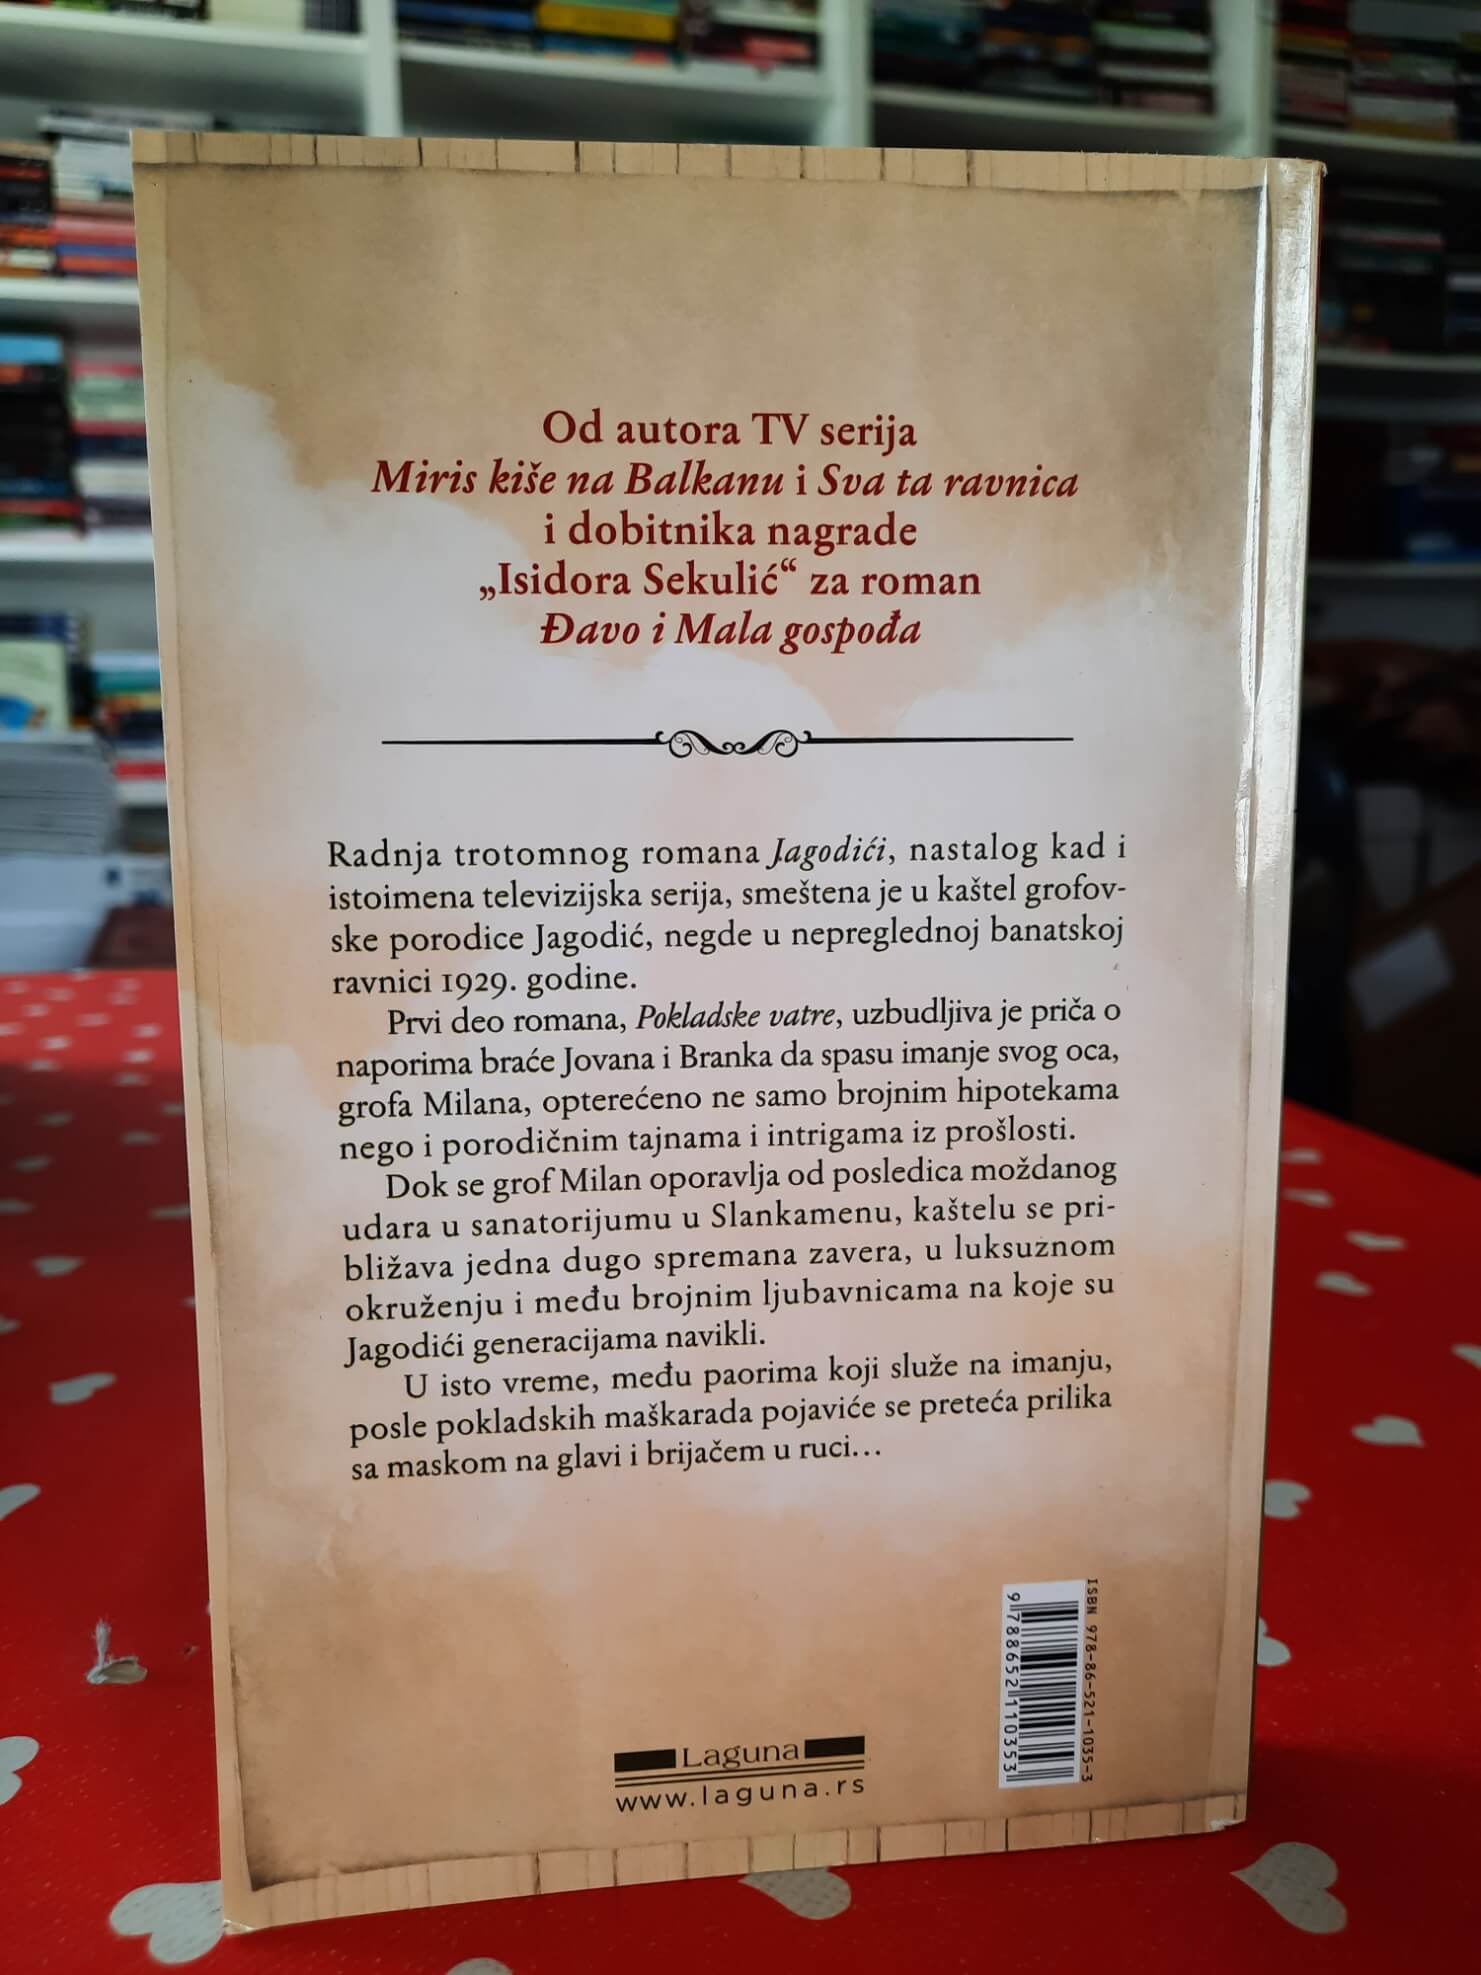 Od autora TV serija
Miris kiše na Balkanu i Sva ta ravnica
i dobitnika nagrade
„Isidora Sekulić“ za roman
Đavo i Mala gospođa
Radnja trotomnog romana Jagodići, nastalog kad i
istoimena televizijska serija, smeštena je u kaštel grofov-
ske porodice Jagodić, negde u nepreglednoj banatskoj
ravnici 1929. godine.
Prvi deo romana, Pokladske vatre, uzbudljiva je priča o
naporima braće Jovana i Branka da spasu imanje svog oca,
grofa Milana, opterećeno ne samo brojnim hipotekama
nego i porodičnim tajnama i intrigama iz prošlosti.
Dok se grof Milan oporavlja od posledica moždanog
udara u sanatorijumu u Slankamenu, kaštelu se pri-
bližava jedna dugo spremana zavera, u luksuznom
okruženju i među brojnim ljubavnicama na koje su
Jagodići generacijama navikli.
U isto vreme, među paorima koji služe na imanju,
posle pokladskih maškarada pojaviće se preteća prilika
sa maskom na glavi i brijačem u ruci...
ISBN 978-86-521-1035-3
9788652110353
Laguna
www.laguna.rs